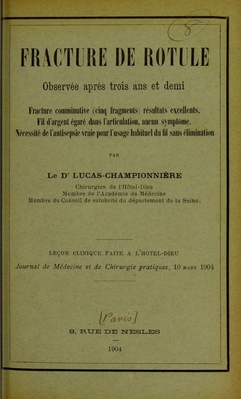 8
FRACTURE DE ROTULE
Observée après trois ans et demi
Fracture comminutive (cinq fragments) résultats excellents.
Fil d'argent égaré dans l'articulation, aucun symptôme.
Nécessité de l'antisepsie vraie pour l'usage habituel du fil sans élimination
PAR
Le Dr LUCAS-CHAMPIONNIÈRE
Chirurgien de l'Hôtel-Dieu
Membre de l'Académie de Médecine
Membre du Conseil de salubrité du département de la Seine.
LEÇON CLINIQUE FAITE A L'HOTEL-DIEU
Journal de Médecine et de Chirurgie pratiques, 10 MARS 1904
[Paris]
8, RUE DE NESLES
1904